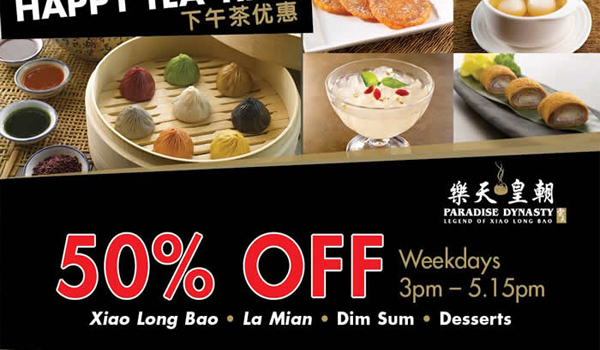 HAPPY TEA
下午茶优惠
樂天皇朝
PARADISE DYNASTY
LEGEND OF XIAO LONG BAO
50% OFF
Weekdays
3pm – 5.15pm
Xiao Long Bao • La Mian • Dim Sum • Desserts